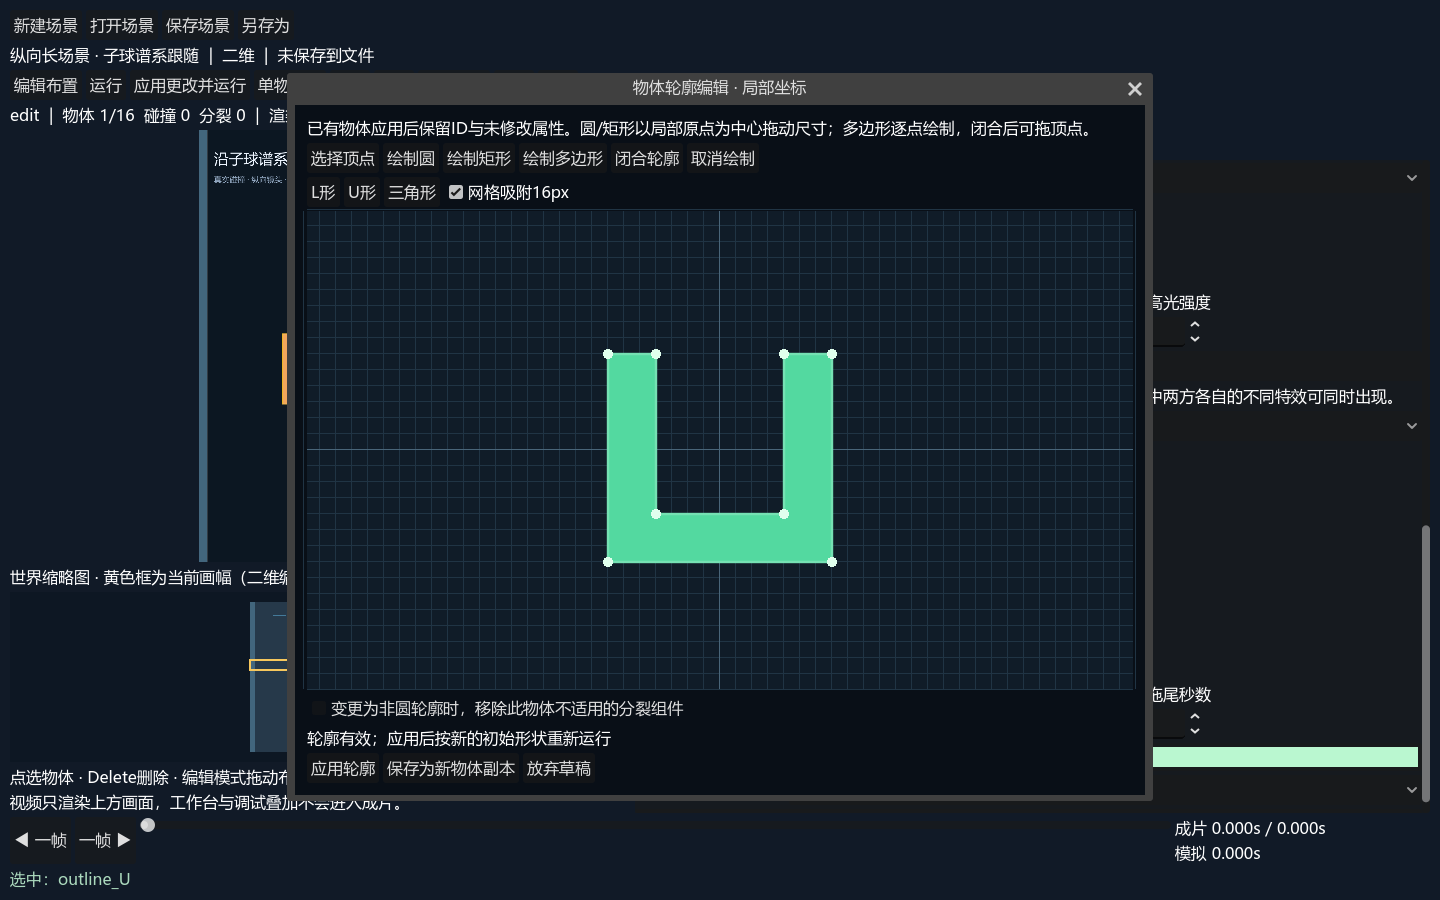 新建场景 打开场景 保存场景 另存为
纵向长场景 · 子球谱系跟随 | 二维 | 未保存到文件
编辑布置 运行 应用更改并运行 单物
edit | 物体 1/16 碰撞 0 分裂 0 | 渲
沿子球谱系
真实碰撞 · 纵向镜头 ·
物体轮廓编辑 · 局部坐标
已有物体应用后保留ID与未修改属性。圆/矩形以局部原点为中心拖动尺寸；多边形逐点绘制，闭合后可拖顶点。
选择顶点 绘制圆 绘制矩形 绘制多边形 闭合轮廓 取消绘制
L形 U形 三角形 网格吸附16px
变更为非圆轮廓时，移除此物体不适用的分裂组件
轮廓有效；应用后按新的初始形状重新运行
应用轮廓 保存为新物体副本 放弃草稿
高光强度
中两方各自的不同特效可同时出现。
拖尾秒数
世界缩略图 · 黄色框为当前画幅（二维编
点选物体 · Delete删除 · 编辑模式拖动布
视频只渲染上方画面，工作台与调试叠加不会进入成片。
◀ 一帧 一帧 ▶
成片 0.000s / 0.000s
模拟 0.000s
选中：outline_U